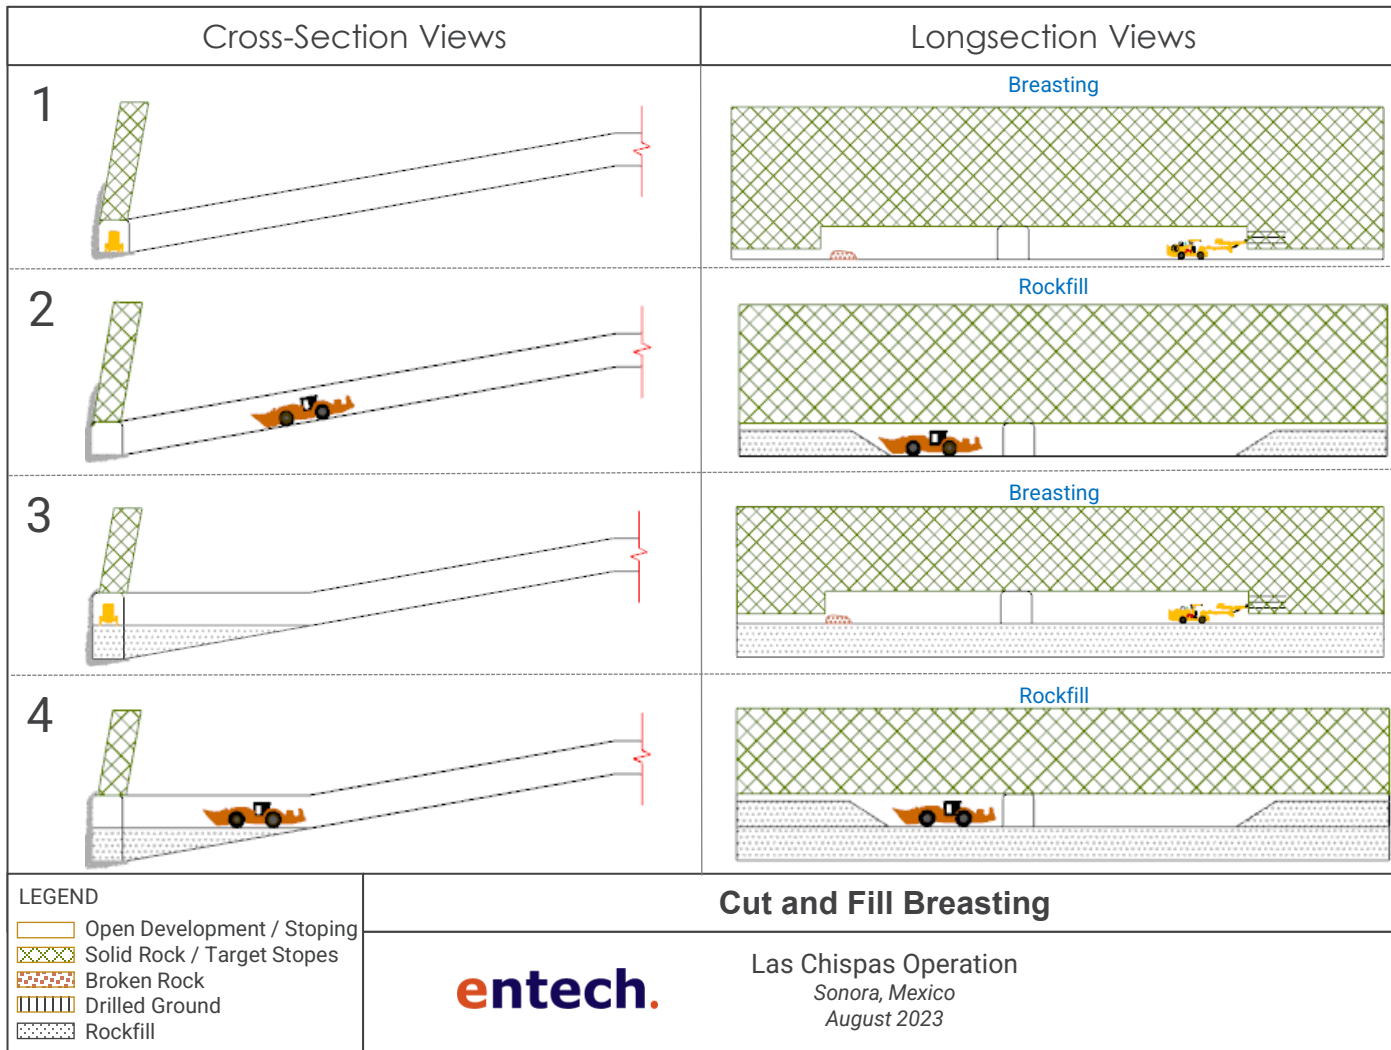 Cross-Section Views
Longsection Views
1
Breasting
2
Rockfill
3
Breasting
4
Rockfill
LEGEND
Open Development / Stoping
Solid Rock / Target Stopes
Broken Rock
Drilled Ground
Rockfill
Cut and Fill Breasting
entech.
Las Chispas Operation
Sonora, Mexico
August 2023